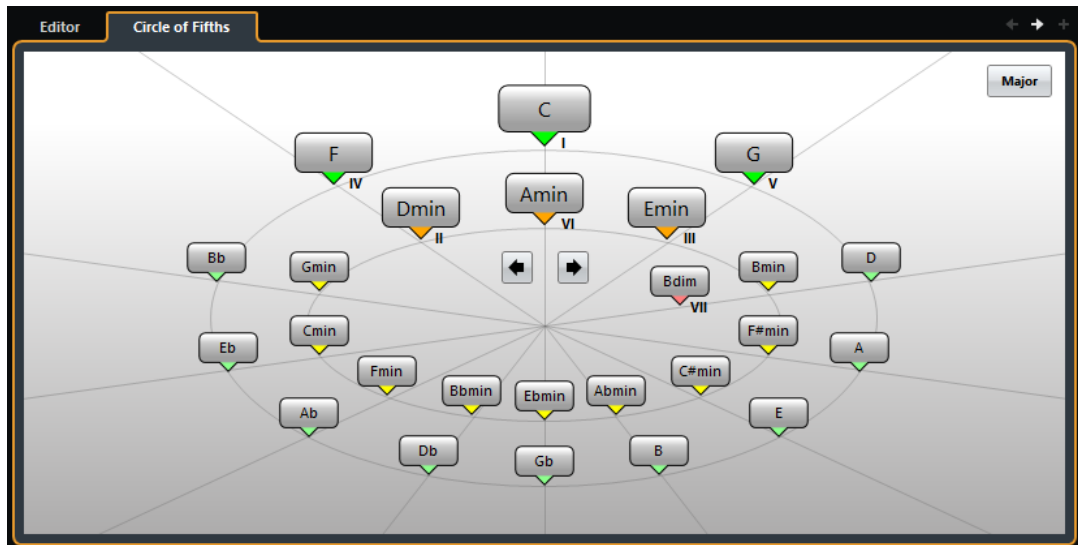 Editor
Circle of Fifths
Major
C
I
F
IV
G
V
Dmin
II
Amin
VI
Emin
III
Bb
Gmin
Bdim
VII
Bmin
D
Eb
Cmin
F#min
A
Fmin
C#min
Ab
Bbmin
Ebmin
Abmin
E
Db
Gb
B